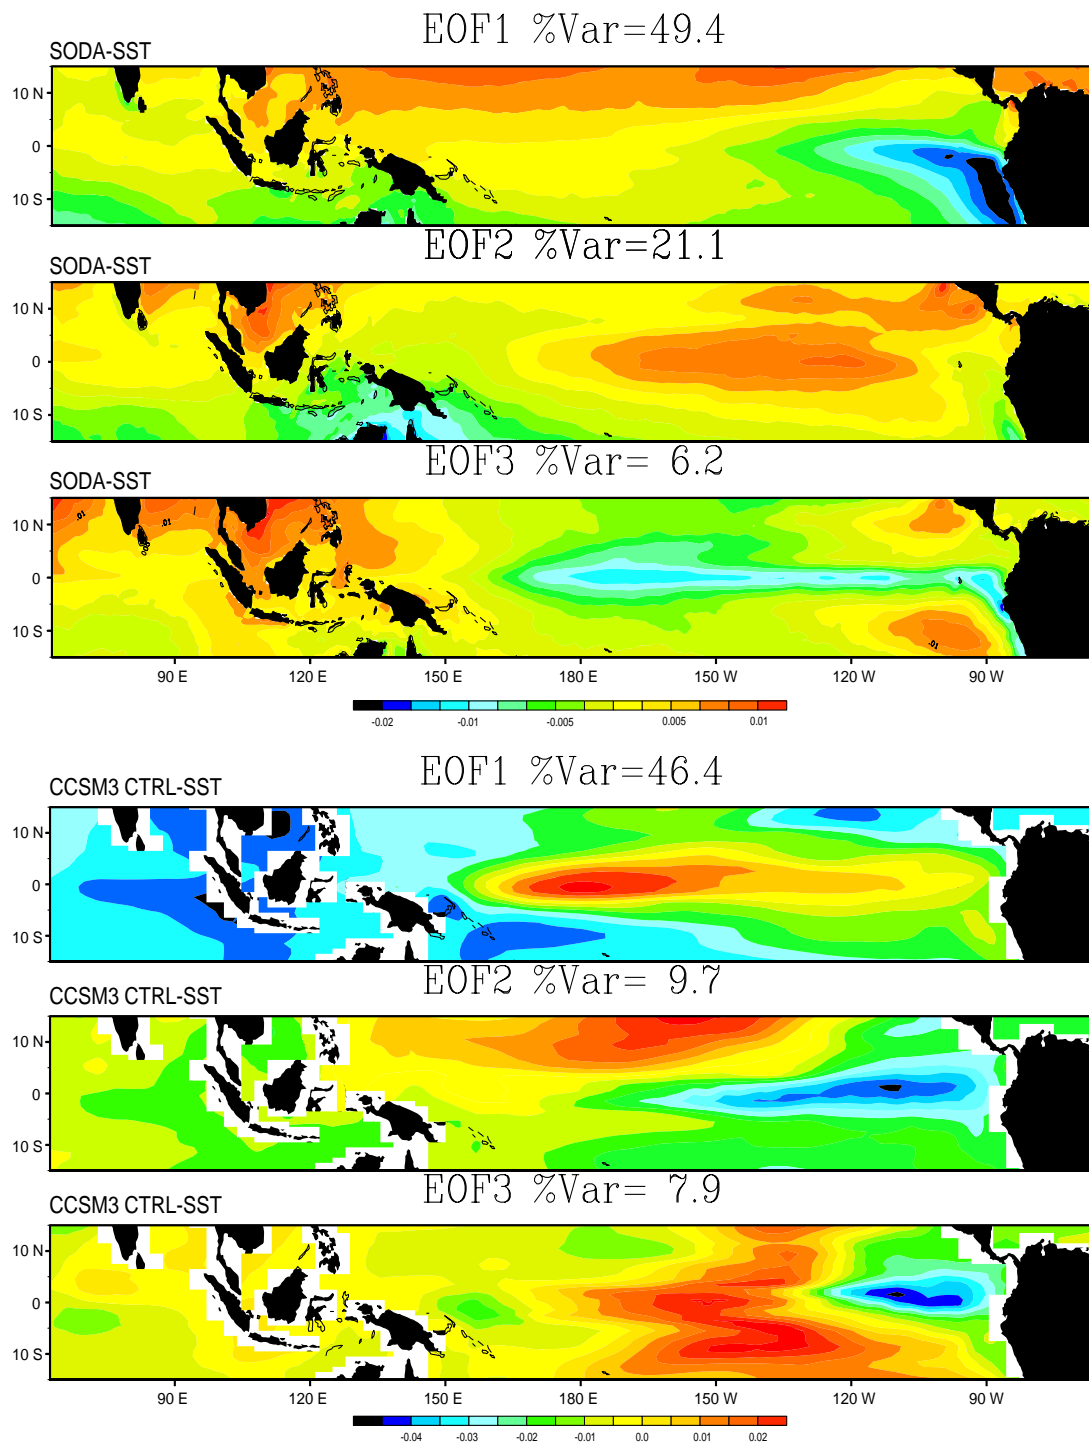 EOF1 %Var=49.4
SODA-SST
10 N
0
10 S
EOF2 %Var=21.1
SODA-SST
10 N
0
10 S
EOF3 %Var= 6.2
SODA-SST
.01
.01
10 N
0
10 S
.01
90 E 120 E 150 E 180 E 150 W 120 W 90 W
-0.02 -0.01 -0.005 0.005 0.01
EOF1 %Var=46.4
CCSM3 CTRL-SST
10 N
0
10 S
EOF2 %Var= 9.7
CCSM3 CTRL-SST
10 N
0
10 S
EOF3 %Var= 7.9
CCSM3 CTRL-SST
10 N
0
10 S
90 E 120 E 150 E 180 E 150 W 120 W 90 W
-0.04 -0.03 -0.02 -0.01 0.0 0.01 0.02